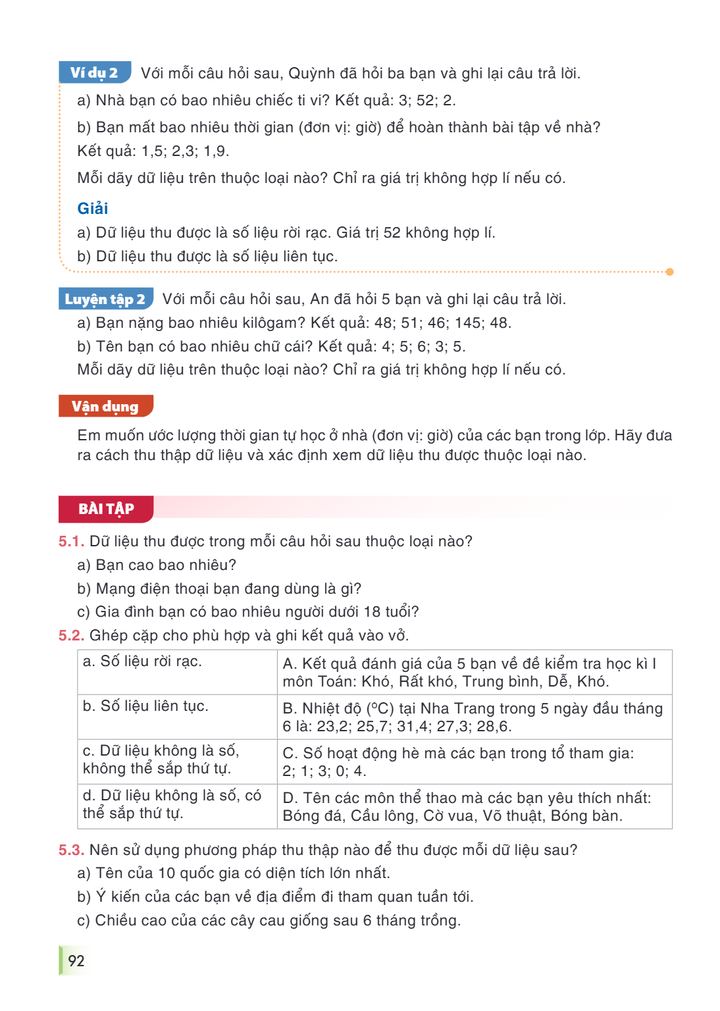 Ví dụ 2 Với mỗi câu hỏi sau, Quỳnh đã hỏi ba bạn và ghi lại câu trả lời.
a) Nhà bạn có bao nhiêu chiếc ti vi? Kết quả: 3; 52; 2.
b) Bạn mất bao nhiêu thời gian (đơn vị: giờ) để hoàn thành bài tập về nhà?
Kết quả: 1,5; 2,3; 1,9.
Mỗi dãy dữ liệu trên thuộc loại nào? Chỉ ra giá trị không hợp lí nếu có.
Giải
a) Dữ liệu thu được là số liệu rời rạc. Giá trị 52 không hợp lí.
b) Dữ liệu thu được là số liệu liên tục.
Luyện tập 2 Với mỗi câu hỏi sau, An đã hỏi 5 bạn và ghi lại câu trả lời.
a) Bạn nặng bao nhiêu kilôgam? Kết quả: 48; 51; 46; 145; 48.
b) Tên bạn có bao nhiêu chữ cái? Kết quả: 4; 5; 6; 3; 5.
Mỗi dãy dữ liệu trên thuộc loại nào? Chỉ ra giá trị không hợp lí nếu có.
Vận dụng
Em muốn ước lượng thời gian tự học ở nhà (đơn vị: giờ) của các bạn trong lớp. Hãy đưa
ra cách thu thập dữ liệu và xác định xem dữ liệu thu được thuộc loại nào.
BÀI TẬP
5.1. Dữ liệu thu được trong mỗi câu hỏi sau thuộc loại nào?
a) Bạn cao bao nhiêu?
b) Mạng điện thoại bạn đang dùng là gì?
c) Gia đình bạn có bao nhiêu người dưới 18 tuổi?
5.2. Ghép cặp cho phù hợp và ghi kết quả vào vở.
a. Số liệu rời rạc.
A. Kết quả đánh giá của 5 bạn về đề kiểm tra học kì I
môn Toán: Khó, Rất khó, Trung bình, Dễ, Khó.
b. Số liệu liên tục.
B. Nhiệt độ (°C) tại Nha Trang trong 5 ngày đầu tháng
6 là: 23,2; 25,7; 31,4; 27,3; 28,6.
c. Dữ liệu không là số,
không thể sắp thứ tự.
C. Số hoạt động hè mà các bạn trong tổ tham gia:
2; 1; 3; 0; 4.
d. Dữ liệu không là số, có
thể sắp thứ tự.
D. Tên các môn thể thao mà các bạn yêu thích nhất:
Bóng đá, Cầu lông, Cờ vua, Võ thuật, Bóng bàn.
5.3. Nên sử dụng phương pháp thu thập nào để thu được mỗi dữ liệu sau?
a) Tên của 10 quốc gia có diện tích lớn nhất.
b) Ý kiến của các bạn về địa điểm đi tham quan tuần tới.
c) Chiều cao của các cây cau giống sau 6 tháng trồng.
92